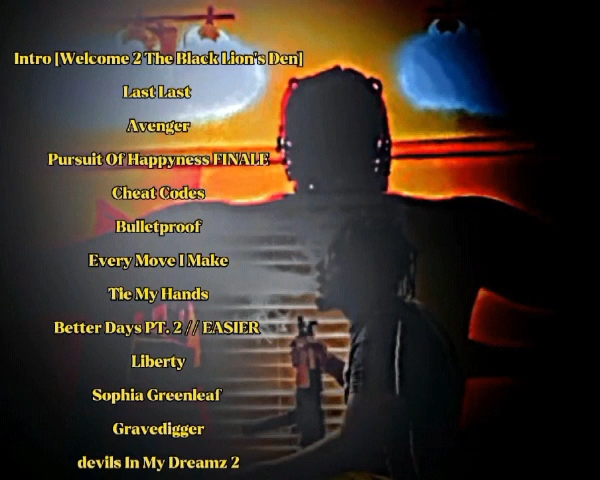 Intro [Welcome 2 The Black Lion's Den]
Last Last
Avenger
Pursuit Of Happyness FINALE
Cheat Codes
Bulletproof
Every Move I Make
Tie My Hands
Better Days PT. 2 // EASIER
Liberty
Sophia Greenleaf
Gravedigger
devils In My Dreamz 2